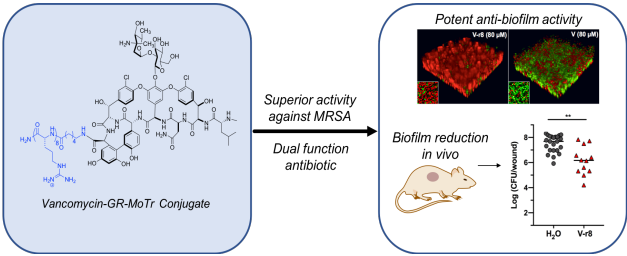 Vancomycin-GR-MoTr Conjugate
Superior activity
against MRSA
Dual function
antibiotic
Potent anti-biofilm activity
V-r8 (80 µM)
V (80 µM)
Biofilm reduction
in vivo
**
Log (CFU/wound)
8
6
4
2
H₂O
V-r8